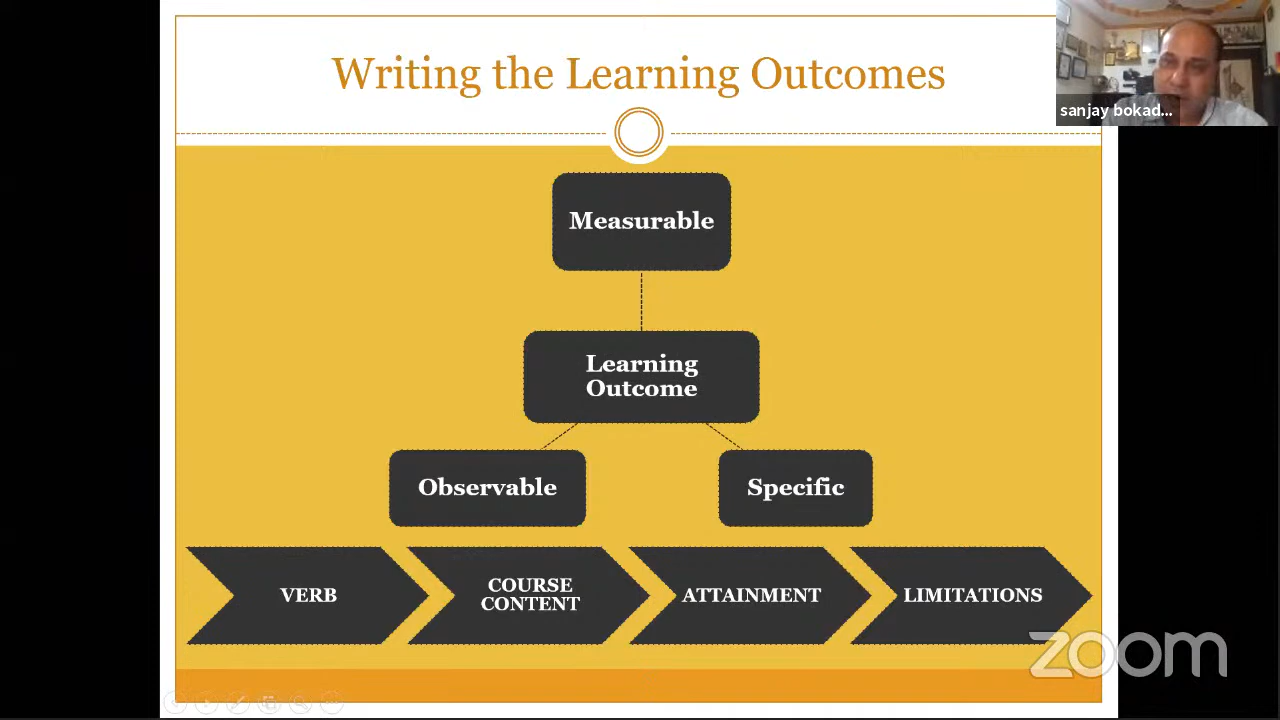 Writing the Learning Outcomes
sanjay bokad...
Measurable
Learning
Outcome
Observable
Specific
VERB
COURSE
CONTENT
ATTAINMENT
LIMITATIONS
zoom